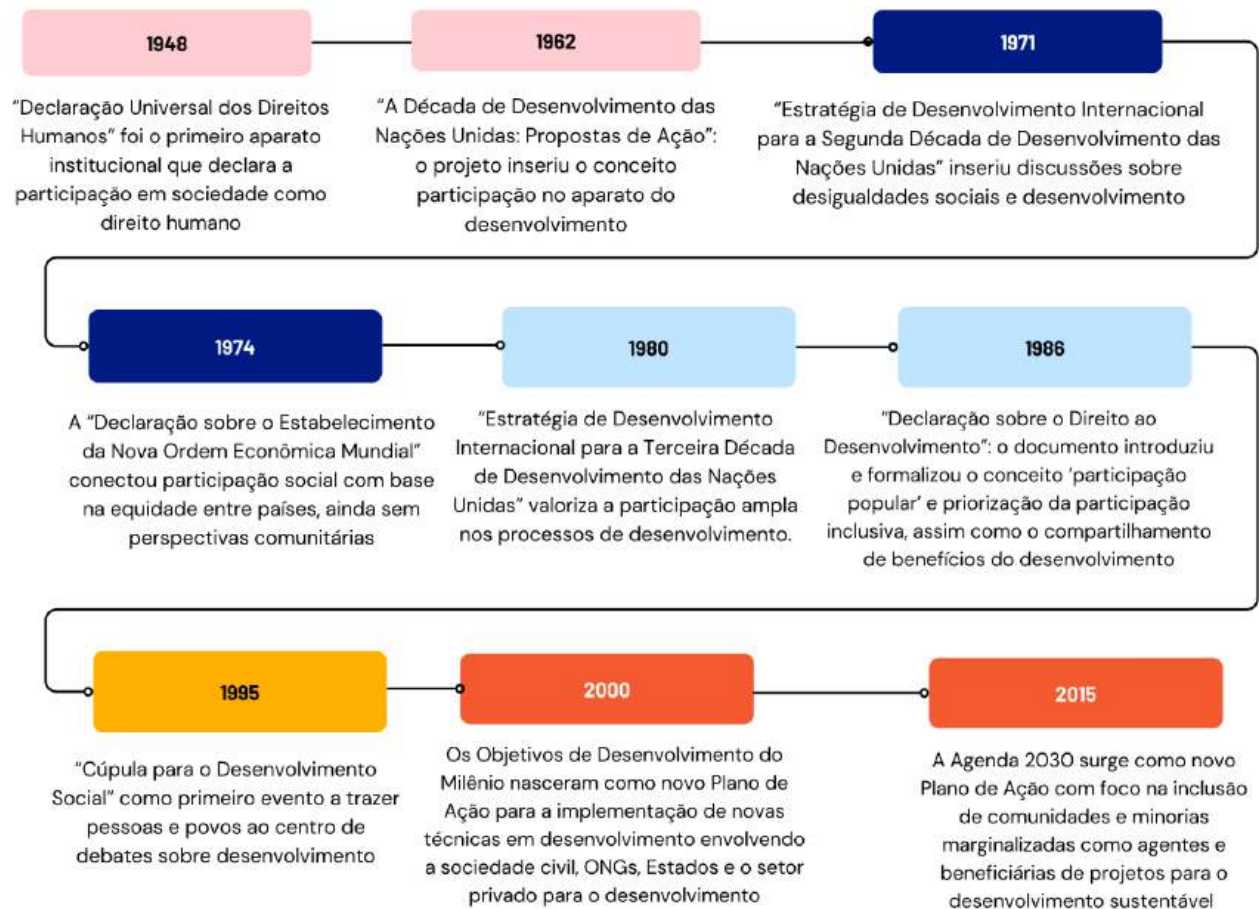 1948
"Declaração Universal dos Direitos
Humanos" foi o primeiro aparato
institucional que declara a
participação em sociedade como
direito humano
1962
"A Década de Desenvolvimento das
Nações Unidas: Propostas de Ação":
o projeto inseriu o conceito
participação no aparato do
desenvolvimento
1971
"Estratégia de Desenvolvimento Internacional
para a Segunda Década de Desenvolvimento das
Nações Unidas" inseriu discussões sobre
desigualdades sociais e desenvolvimento
1974
A "Declaração sobre o Estabelecimento
da Nova Ordem Econômica Mundial"
conectou participação social com base
na equidade entre países, ainda sem
perspectivas comunitárias
1980
"Estratégia de Desenvolvimento
Internacional para a Terceira Década
de Desenvolvimento das Nações
Unidas" valoriza a participação ampla
nos processos de desenvolvimento.
1986
"Declaração sobre o Direito ao
Desenvolvimento": o documento introduziu
e formalizou o conceito 'participação
popular' e priorização da participação
inclusiva, assim como o compartilhamento
de benefícios do desenvolvimento
1995
"Cúpula para o Desenvolvimento
Social" como primeiro evento a trazer
pessoas e povos ao centro de
debates sobre desenvolvimento
2000
Os Objetivos de Desenvolvimento do
Milênio nasceram como novo Plano de
Ação para a implementação de novas
técnicas em desenvolvimento envolvendo
a sociedade civil, ONGs, Estados e o setor
privado para o desenvolvimento
2015
A Agenda 2030 surge como novo
Plano de Ação com foco na inclusão
de comunidades e minorias
marginalizadas como agentes e
beneficiárias de projetos para o
desenvolvimento sustentável